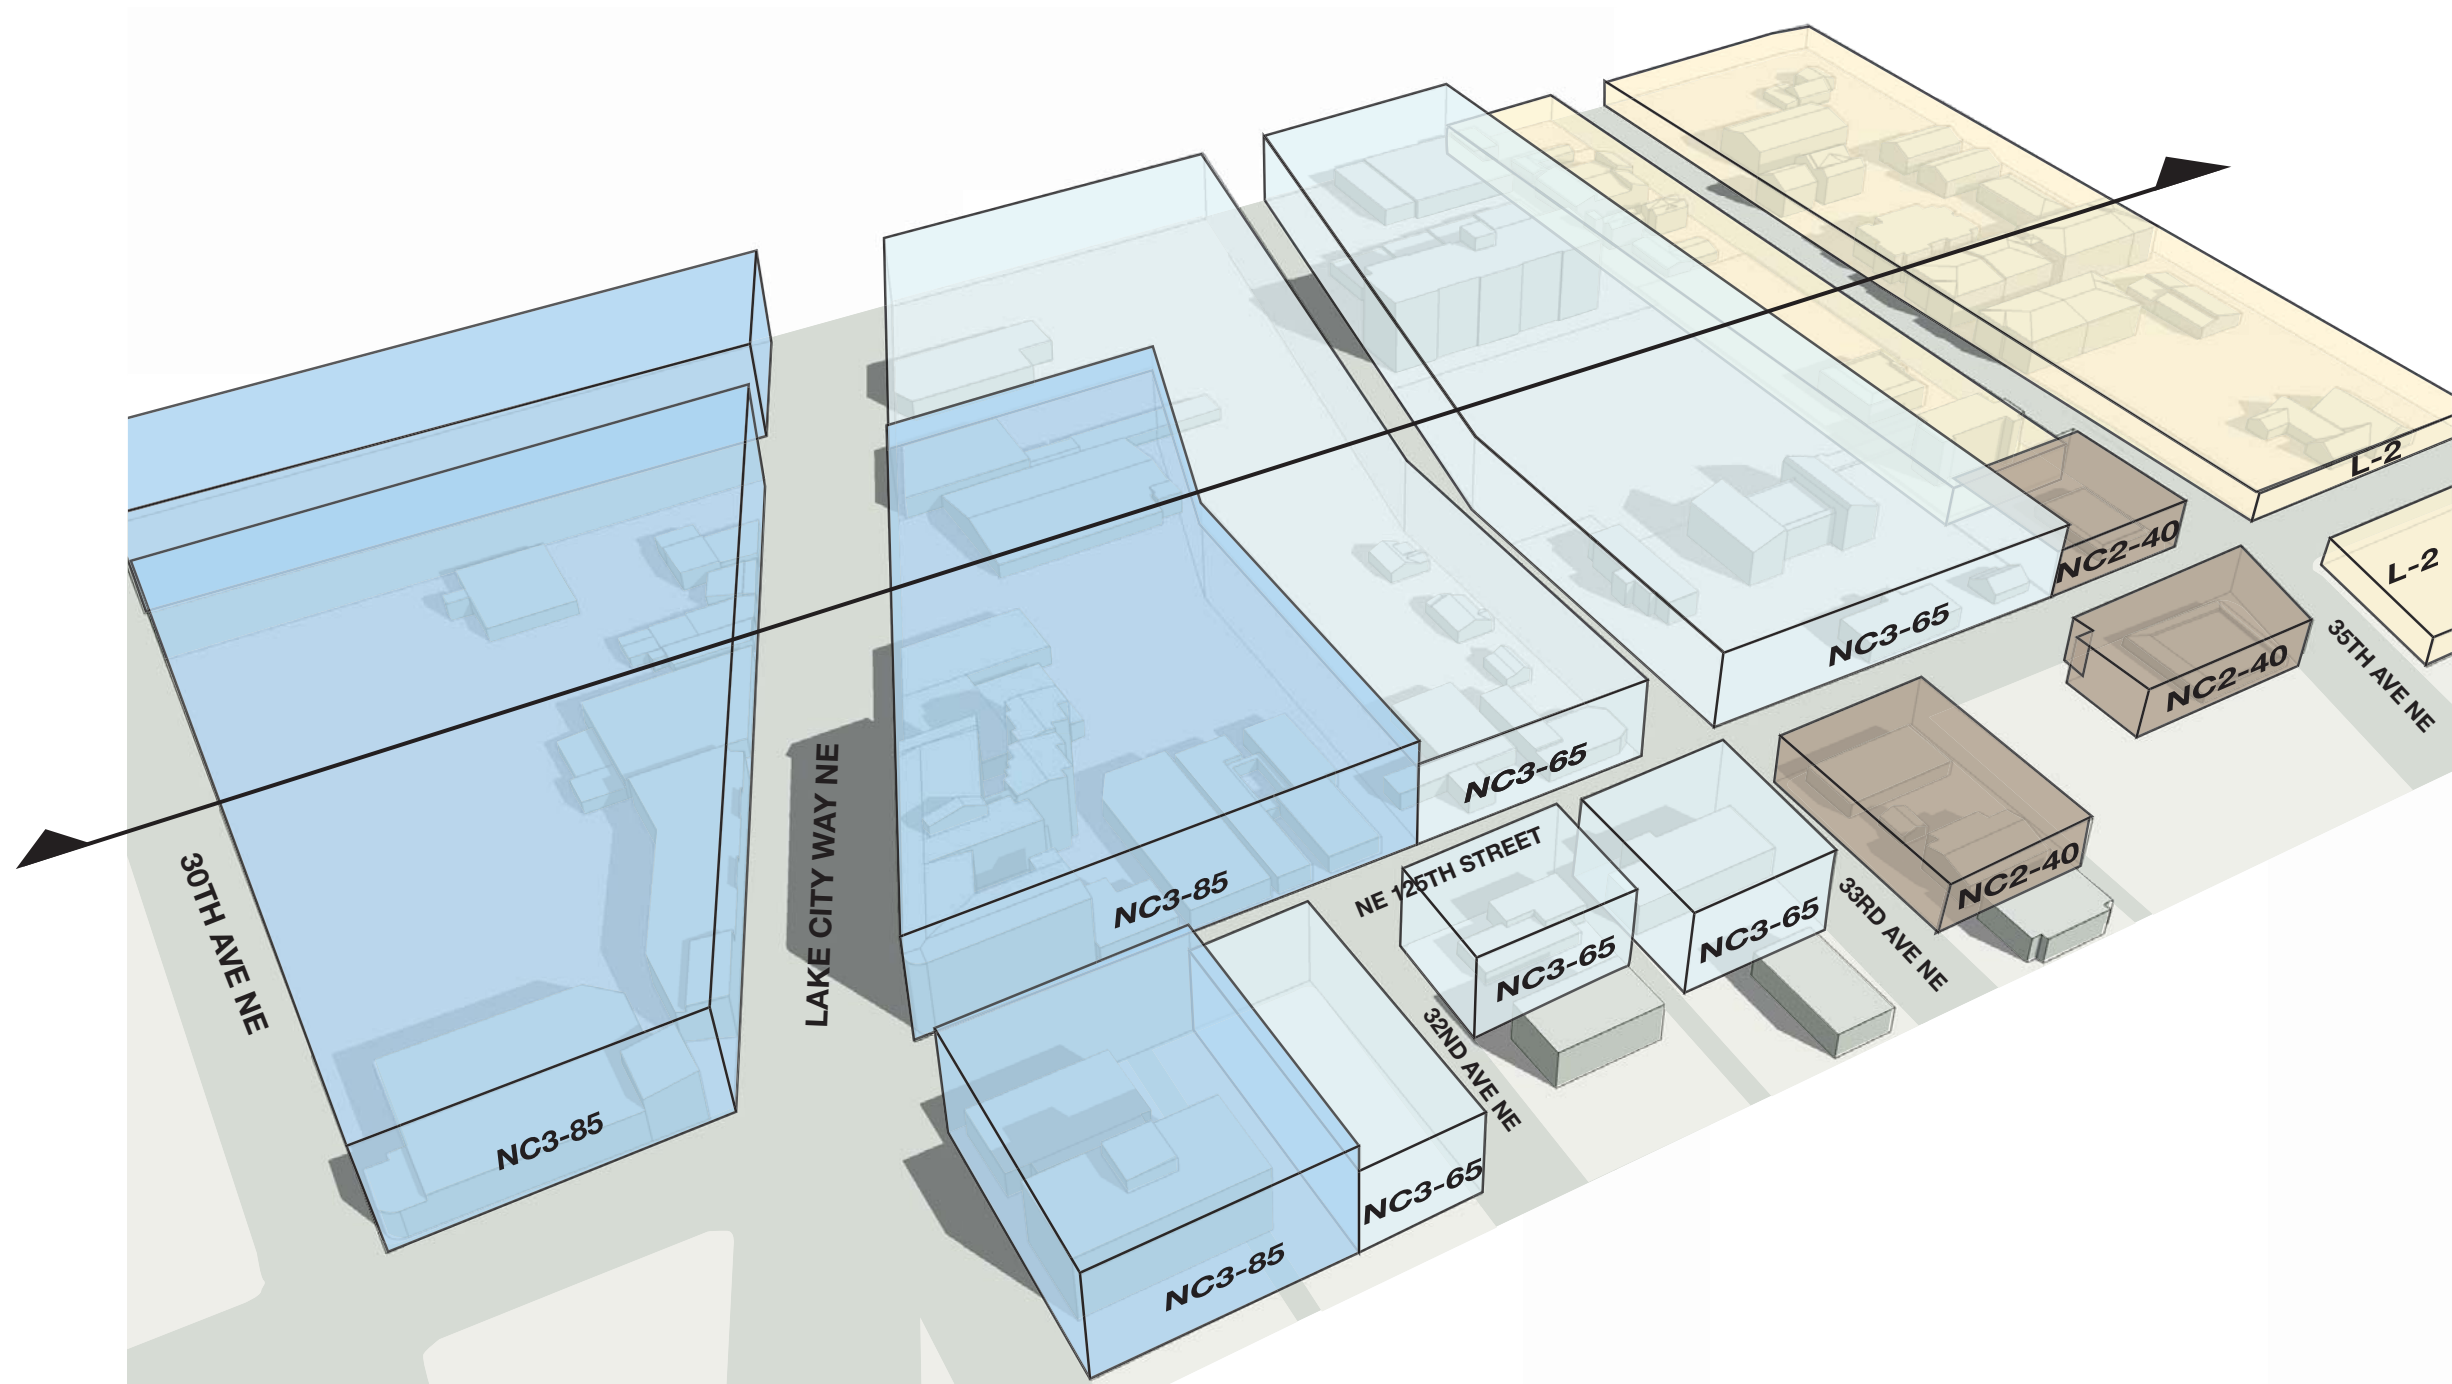 L-2
NC2-40
L-2
NC3-65
NC2-40
35TH AVE NE
NC3-65
LAKE CITY WAY NE
NE 125TH STREET
NC2-40
NC3-85
30TH AVE NE
NC3-65
NC3-65
33RD AVE NE
32ND AVE NE
NC3-85
NC3-65
NC3-85